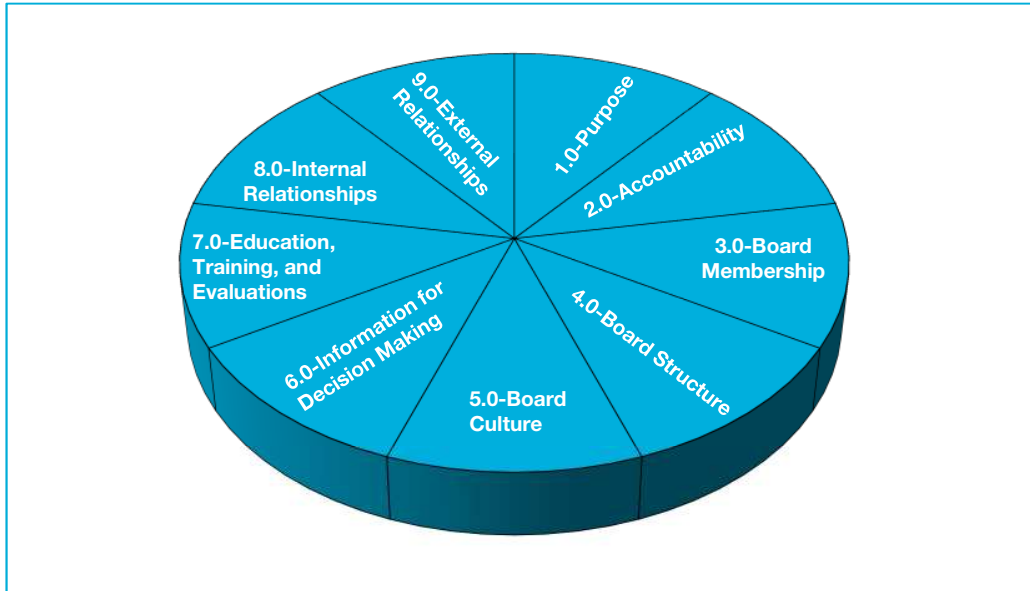 1.0-Purpose
2.0-Accountability
3.0-Board
Membership
4.0-Board Structure
5.0-Board
Culture
6.0-Information for
Decision Making
7.0-Education,
Training, and
Evaluations
8.0-Internal
Relationships
9.0-External
Relationships